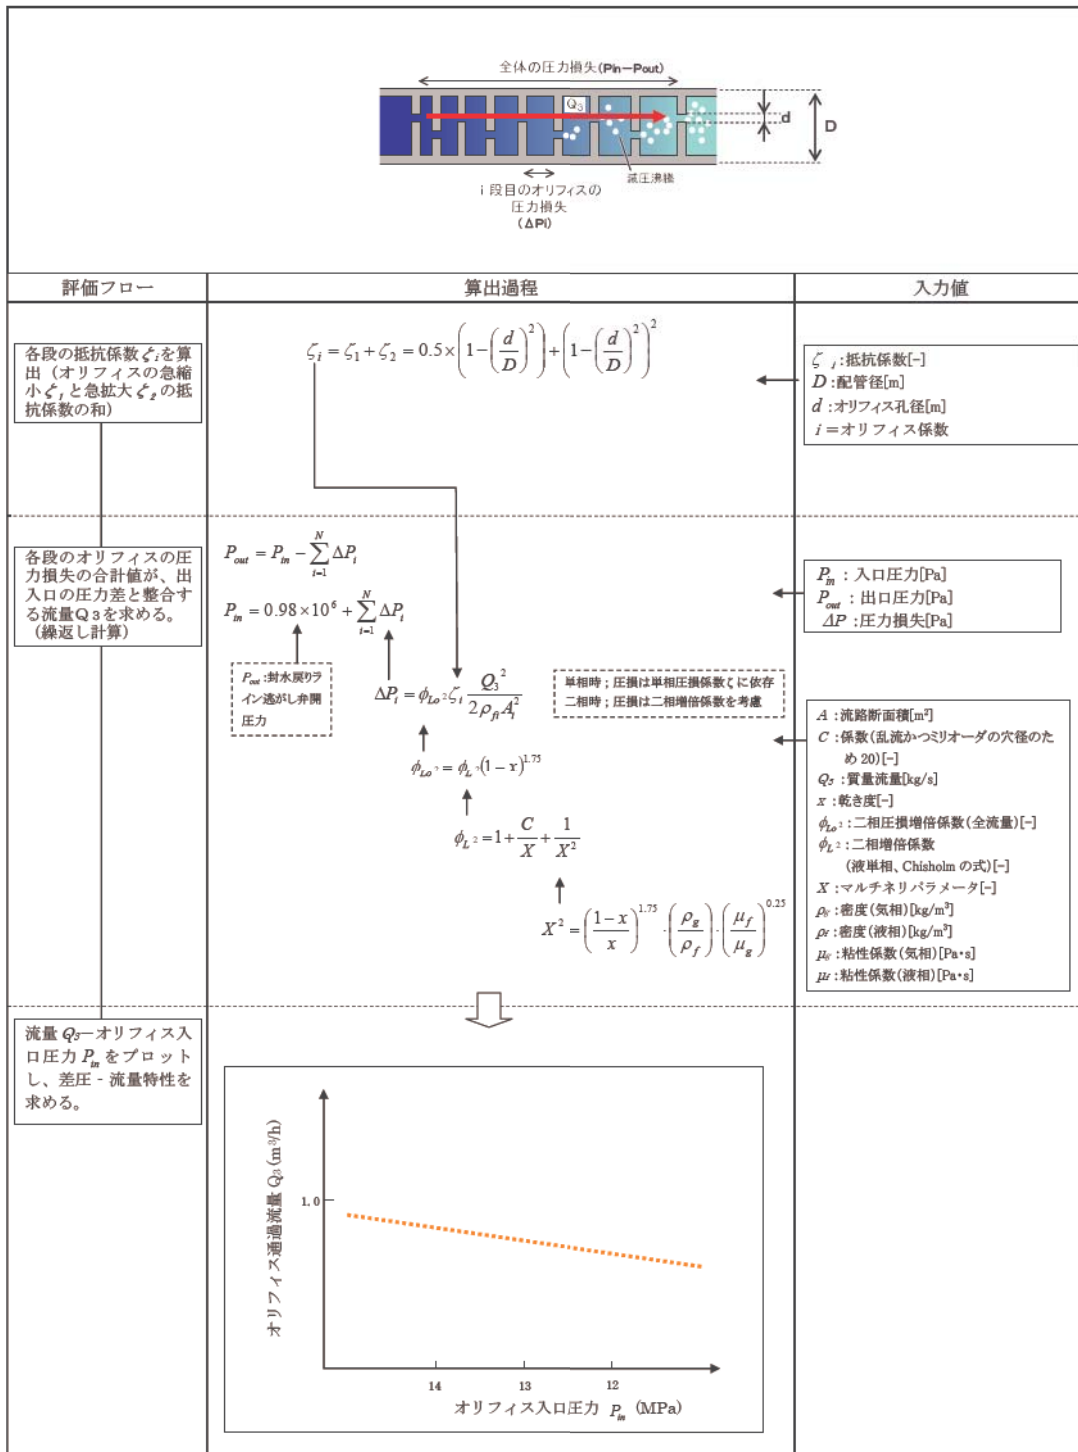 全体の圧力損失(Pin−Pout)
Q₃
d
D
減圧沸騰
i 段目のオリフィスの
圧力損失
(ΔPi)
評価フロー
算出過程
入力値
各段の抵抗係数ζiを算
出（オリフィスの急縮
小ζ1と急拡大ζ2の抵
抗係数の和）
ζi = ζ1 + ζ2 = 0.5×(1−(d/D)^2) + (1−(d/D)^2)^2
ζi:抵抗係数[-]
D:配管径[m]
d:オリフィス孔径[m]
i＝オリフィス係数
各段のオリフィスの圧
力損失の合計値が、出
入口の圧力差と整合す
る流量Q3を求める。
（繰返し計算）
Pout = Pin − Σ_{i=1}^{N} ΔPi
Pin = 0.98×10^6 + Σ_{i=1}^{N} ΔPi
Pin：入口圧力[Pa]
Pout：出口圧力[Pa]
ΔP：圧力損失[Pa]
Pout:封水戻りラ
イン逃がし弁開
圧力
ΔPi = φLo² ζi Q3²/(2ρfi Ai²)
単相時；圧損は単相圧損係数ζに依存
二相時；圧損は二相増倍係数を考慮
φLo² = φL²(1−x)^1.75
φL² = 1 + C/X + 1/X²
X² = ((1−x)/x)^1.75・(ρg/ρf)・(μf/μg)^0.25
A：流路断面積[m²]
C：係数(乱流かつミリオーダの穴径のた
め 20)[-]
Q3：質量流量[kg/s]
x：乾き度[-]
φLo²：二相圧損増倍係数(全流量)[-]
φL²：二相増倍係数
(液単相、Chisholm の式)[-]
X：マルチネリパラメータ[-]
ρg：密度(気相)[kg/m³]
ρf：密度(液相)[kg/m³]
μg：粘性係数(気相)[Pa・s]
μf：粘性係数(液相)[Pa・s]
流量 Q3―オリフィス入
口圧力 Pin をプロット
し、差圧‐流量特性を
求める。
オリフィス通過流量 Q3 (m³/h)
1.0
14
13
12
オリフィス入口圧力 Pin (MPa)